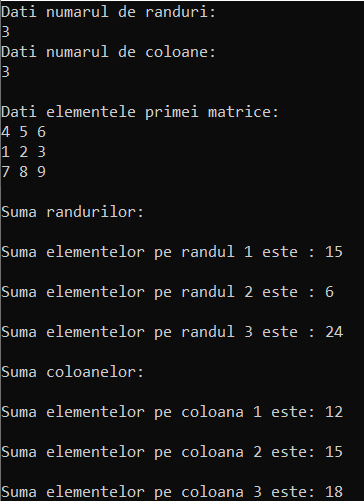 Dati numarul de randuri:
3
Dati numarul de coloane:
3
Dati elementele primei matrice:
4 5 6
1 2 3
7 8 9
Suma randurilor:
Suma elementelor pe randul 1 este : 15
Suma elementelor pe randul 2 este : 6
Suma elementelor pe randul 3 este : 24
Suma coloanelor:
Suma elementelor pe coloana 1 este: 12
Suma elementelor pe coloana 2 este: 15
Suma elementelor pe coloana 3 este: 18